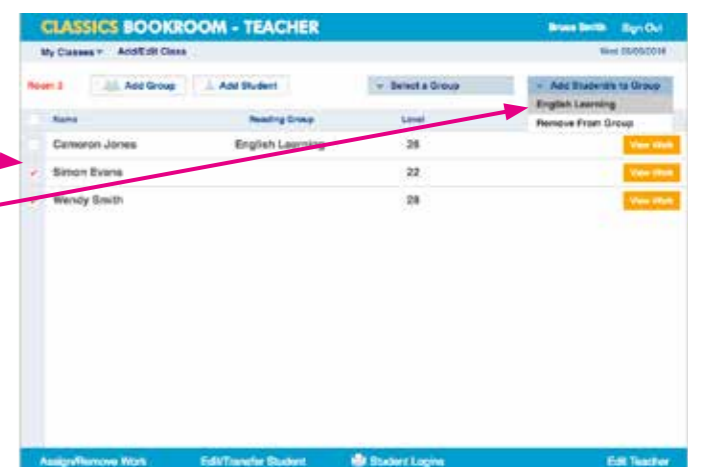 CLASSICS BOOKROOM - TEACHER Bruce Smith Sign Out
My Classes Add/Edit Class Wed
Room 3 Add Group Add Student Select a Group Add Students to Group
English Learning
Remove From Group
Name Reading Group Level
Cameron Jones English Learning 26 View Work
Simon Evans 22 View Work
Wendy Smith 28 View Work
Assign/Remove Work Edit/Transfer Student Student Logins Edit Teacher